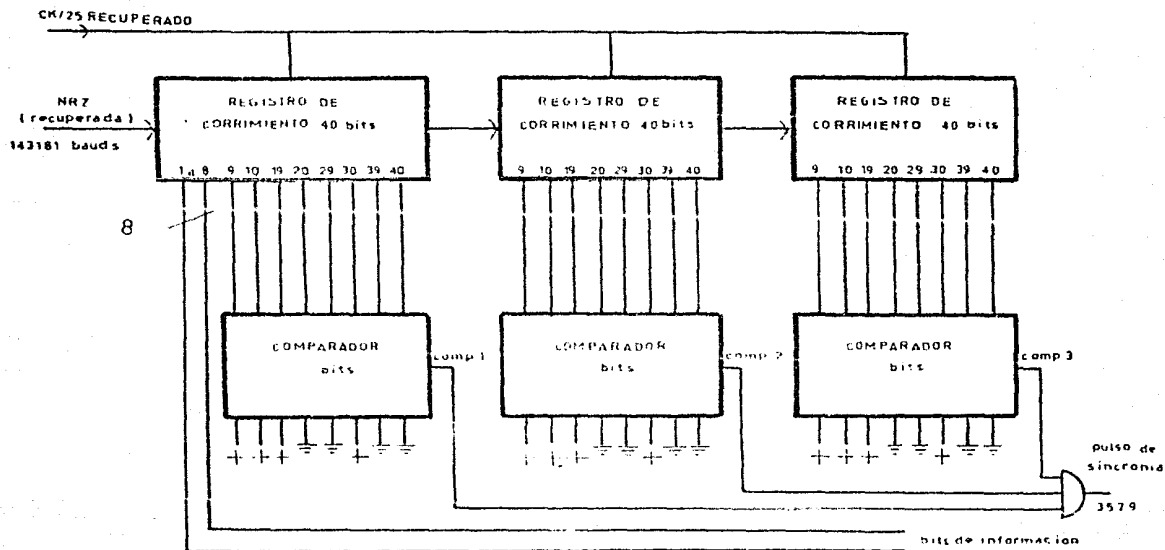 CK/25 RECUPERADO
NRZ
(recuperada)
143181 bauds
REGISTRO DE
CORRIMIENTO 40 bits
REGISTRO DE
CORRIMIENTO 40 bits
REGISTRO DE
CORRIMIENTO 40 bits
1 a 8 9 10 19 20 29 30 39 40
9 10 19 20 29 30 39 40
9 10 19 20 29 30 39 40
8
COMPARADOR
bits
comp 1
COMPARADOR
bits
comp 2
COMPARADOR
bits
comp 3
+ + + +
+ + + +
+ + + +
pulso de
sincronia
3579
bits de informacion